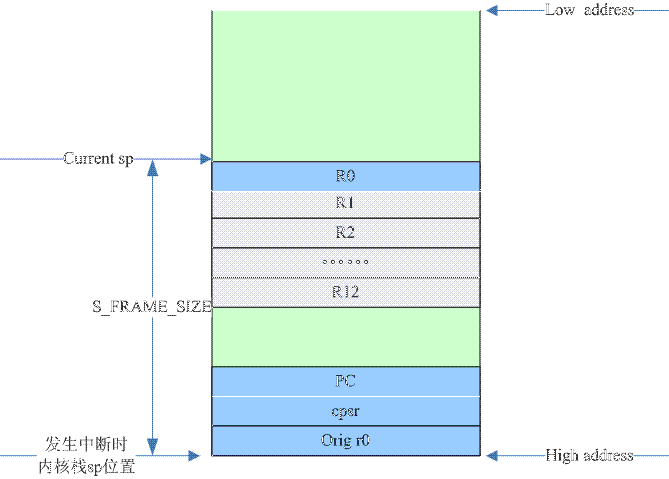 Low address
Current sp
R0
R1
R2
。。。。。。
R12
S_FRAME_SIZE
PC
cpsr
Orig r0
发生中断时
内核栈sp位置
High address